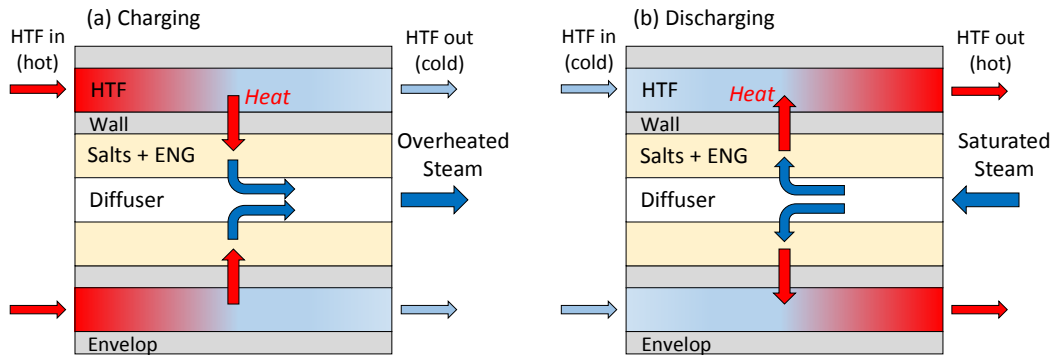 (a) Charging
HTF in
(hot)
HTF out
(cold)
HTF
Heat
Wall
Salts + ENG
Overheated
Steam
Diffuser
Envelop
(b) Discharging
HTF in
(cold)
HTF out
(hot)
HTF
Heat
Wall
Salts + ENG
Saturated
Steam
Diffuser
Envelop